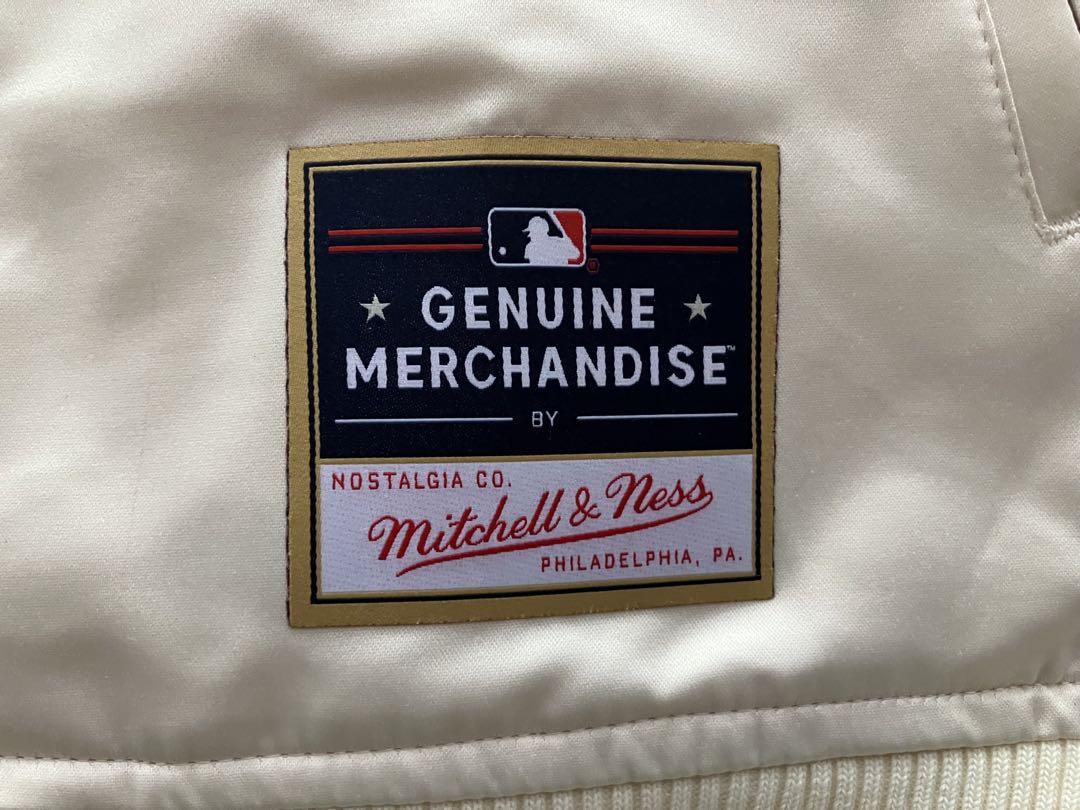 GENUINE
MERCHANDISE™
BY
NOSTALGIA CO.
Mitchell & Ness
PHILADELPHIA, PA.